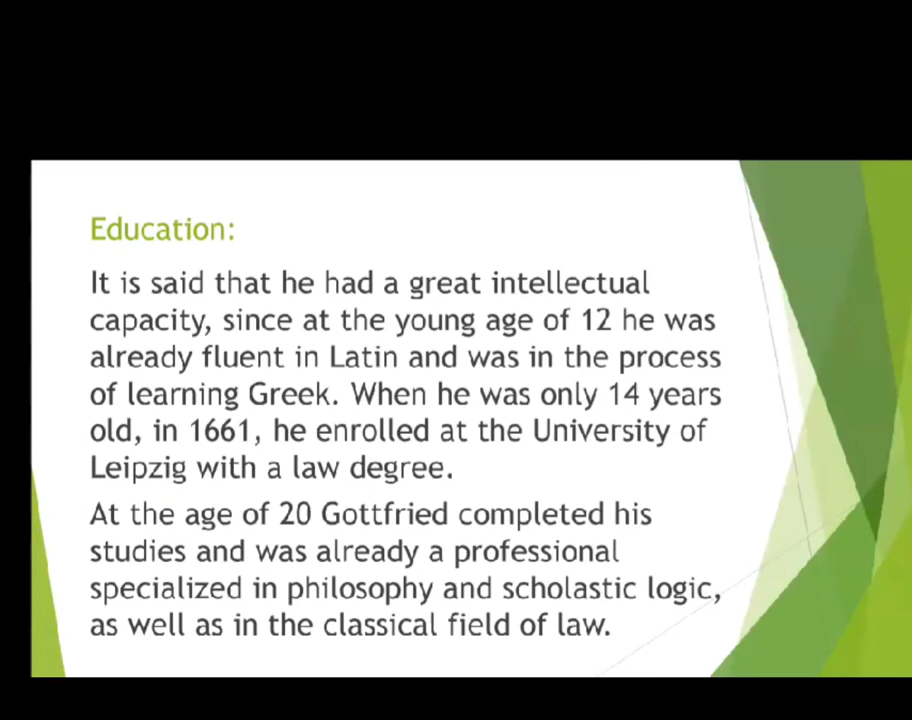 Education:
It is said that he had a great intellectual
capacity, since at the young age of 12 he was
already fluent in Latin and was in the process
of learning Greek. When he was only 14 years
old, in 1661, he enrolled at the University of
Leipzig with a law degree.
At the age of 20 Gottfried completed his
studies and was already a professional
specialized in philosophy and scholastic logic,
as well as in the classical field of law.